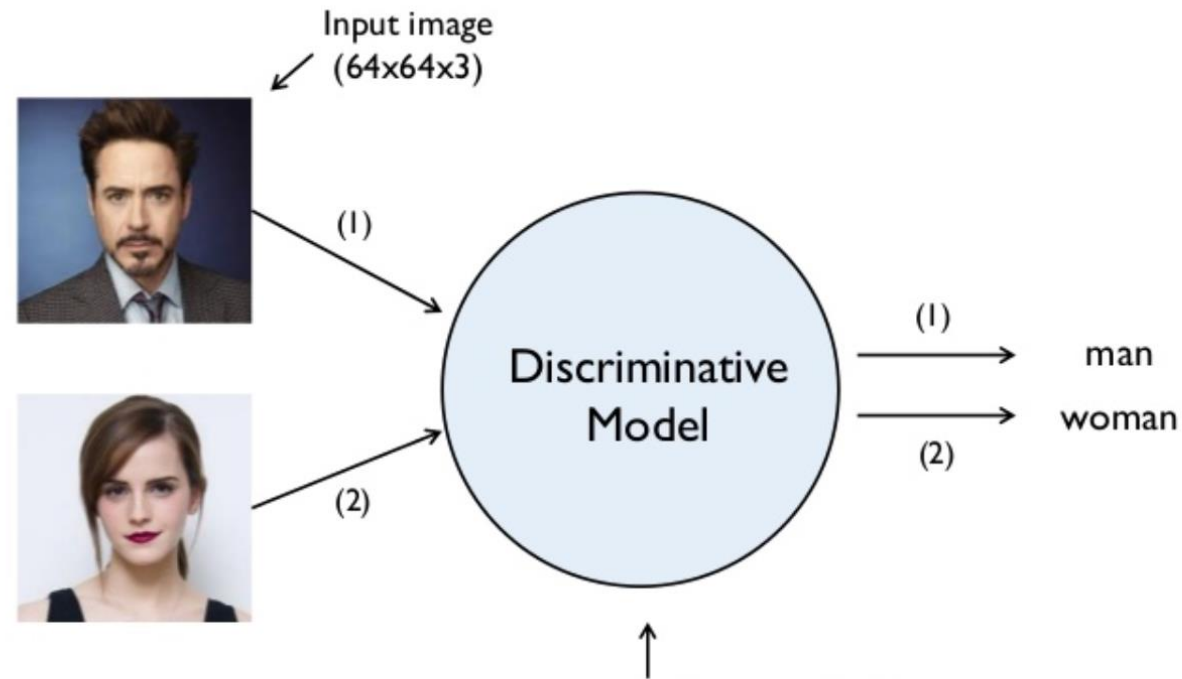 Input image
(64x64x3)
(1)
(2)
Discriminative
Model
(1)
man
woman
(2)